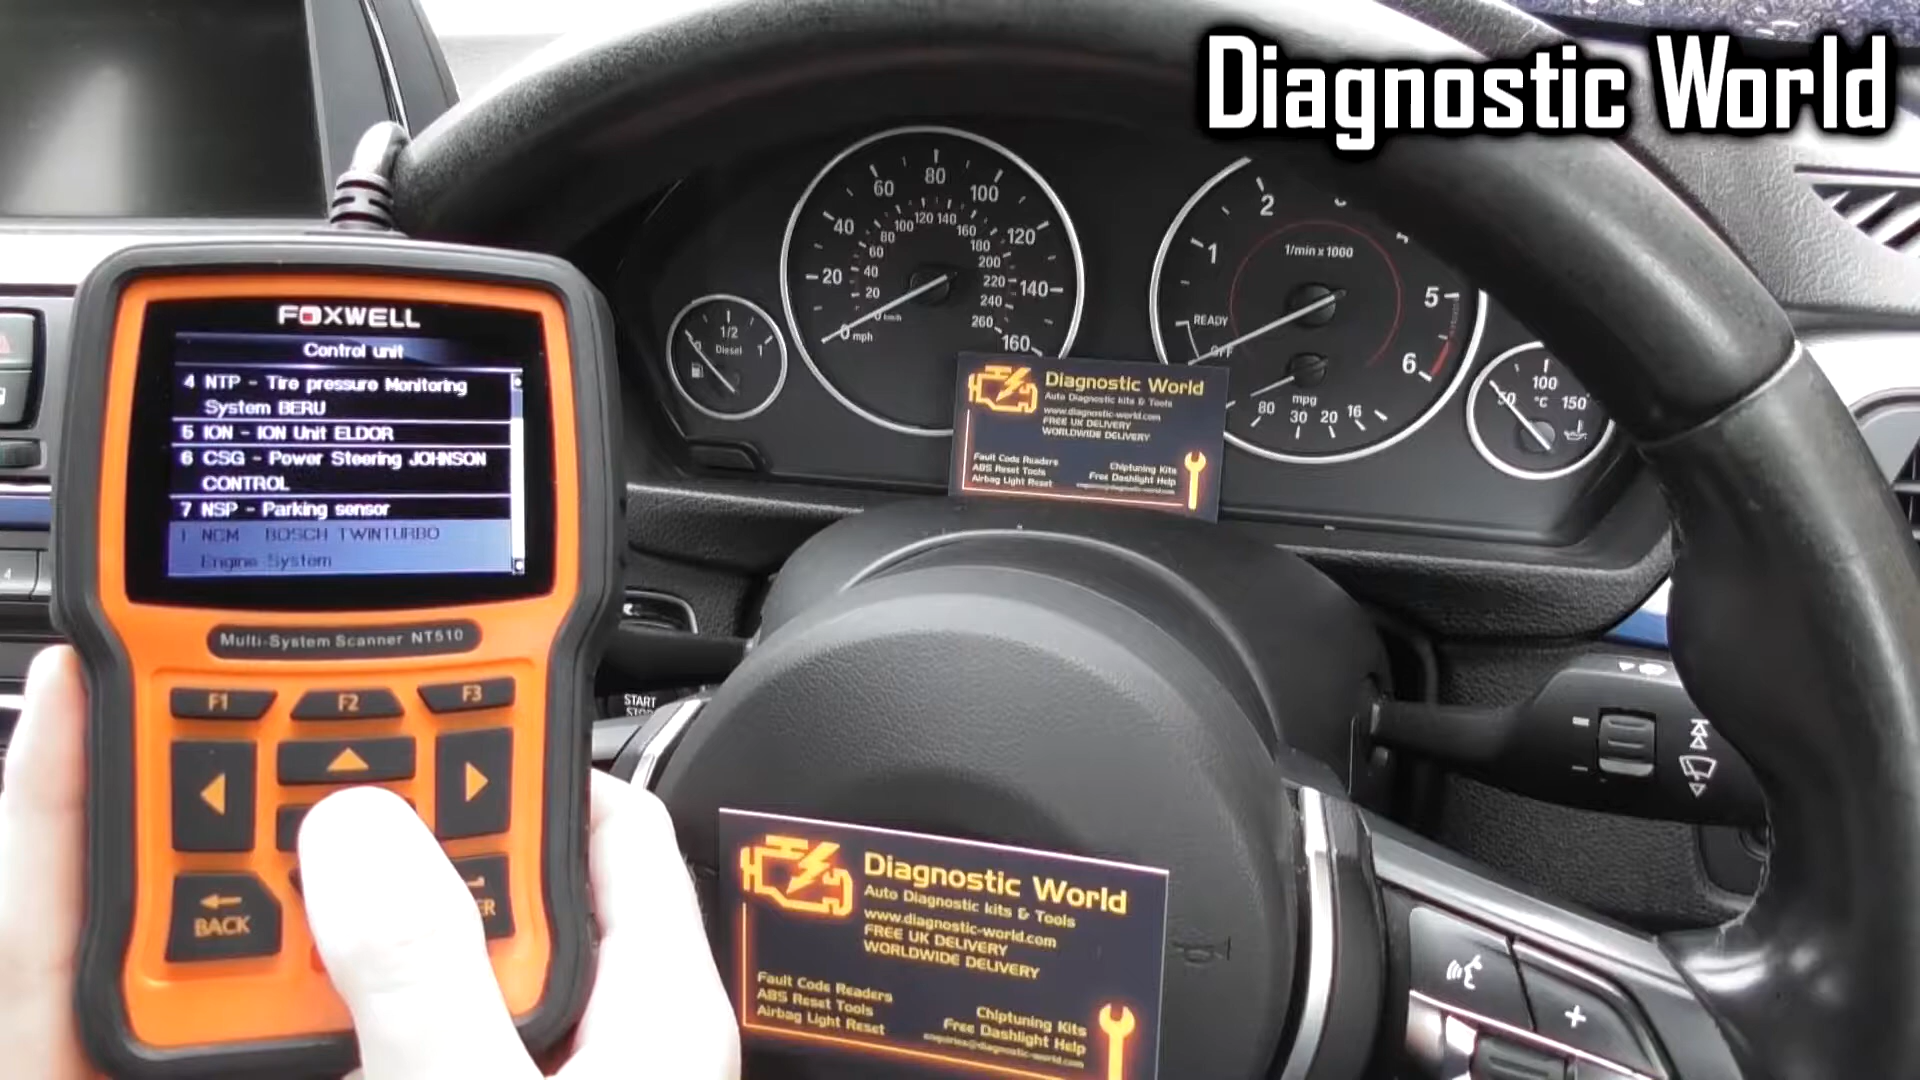 Diagnostic World
FOXWELL
Control unit
4 NTP - Tire pressure Monitoring
System BERU
5 ION - ION Unit ELDOR
6 CSG - Power Steering JOHNSON
CONTROL
7 NSP - Parking sensor
1 NCM BOSCH TWINTURBO
Engine System
Multi-System Scanner NT510
F1 F2 F3
BACK
1/2
Diesel 1
20 40 60 80 100 120 140 160
0 mph
20 40 60 80 100 120 140 160 180 200 220 240 260
0 km/h
1 2 5 6
1/min x 1000
READY
OFF
mpg
80 30 20 16
50 100 150
°C
Diagnostic World
Auto Diagnostic kits & Tools
www.diagnostic-world.com
FREE UK DELIVERY
WORLDWIDE DELIVERY
Fault Code Readers
ABS Reset Tools
Airbag Light Reset
Chiptuning Kits
Free Dashlight Help
START
STOP
Diagnostic World
Auto Diagnostic kits & Tools
www.diagnostic-world.com
FREE UK DELIVERY
WORLDWIDE DELIVERY
Fault Code Readers
ABS Reset Tools
Airbag Light Reset
Chiptuning Kits
Free Dashlight Help
enquiries@diagnostic-world.com
+
4